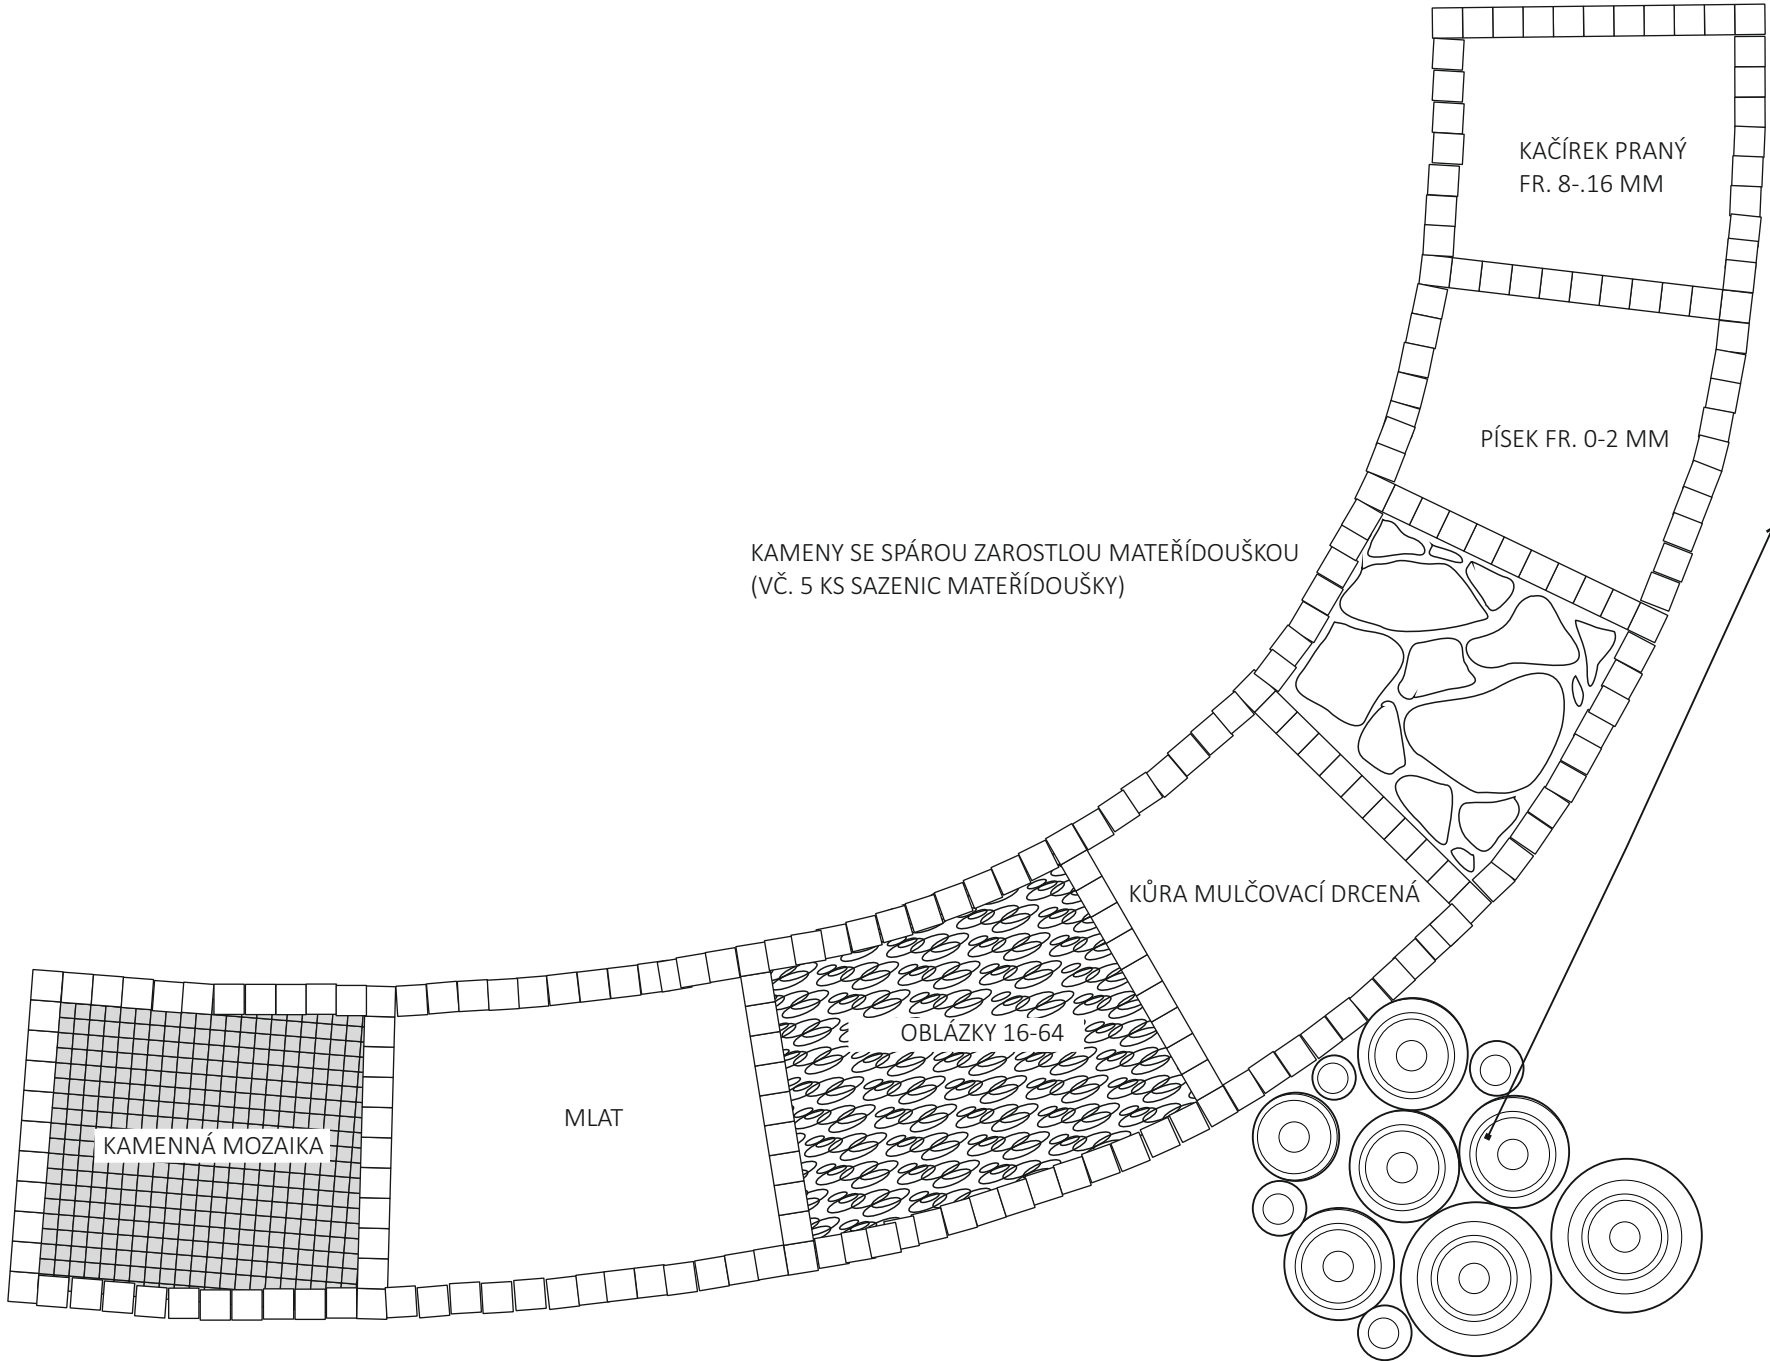 KAČÍREK PRANÝ
FR. 8-.16 MM
PÍSEK FR. 0-2 MM
KAMENY SE SPÁROU ZAROSTLOU MATEŘÍDOUŠKOU
(VČ. 5 KS SAZENIC MATEŘÍDOUŠKY)
KŮRA MULČOVACÍ DRCENÁ
OBLÁZKY 16-64
MLAT
KAMENNÁ MOZAIKA